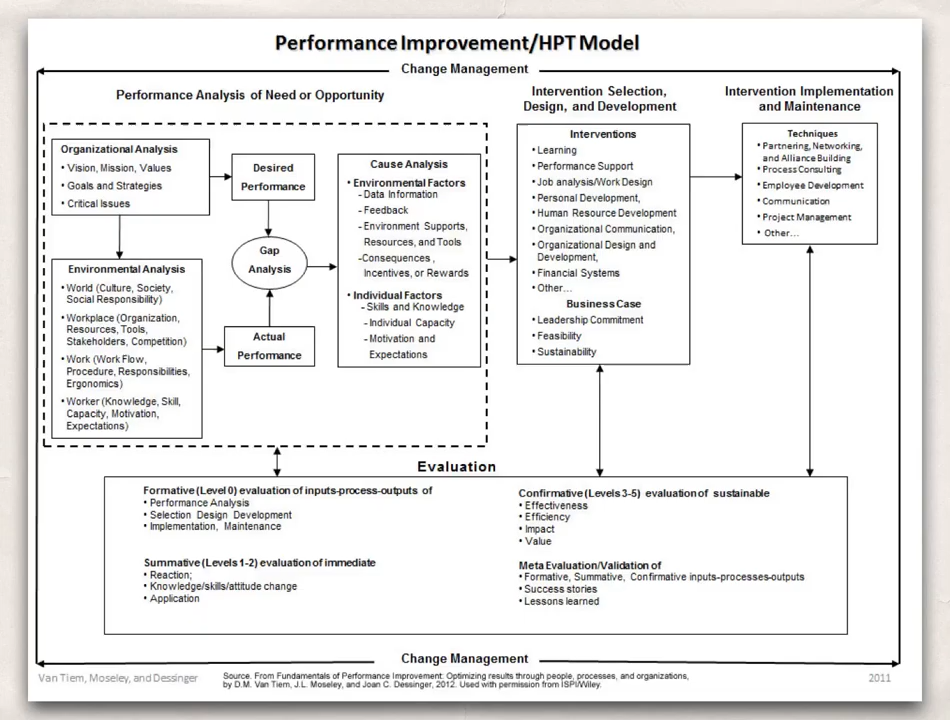 Performance Improvement/HPT Model
Change Management
Performance Analysis of Need or Opportunity
Intervention Selection,
Design, and Development
Intervention Implementation
and Maintenance
Organizational Analysis
• Vision, Mission, Values
• Goals and Strategies
• Critical Issues
Environmental Analysis
• World (Culture, Society,
Social Responsibility)
• Workplace (Organization,
Resources, Tools,
Stakeholders, Competition)
• Work (Work Flow,
Procedure, Responsibilities,
Ergonomics)
• Worker (Knowledge, Skill,
Capacity, Motivation,
Expectations)
Desired
Performance
Gap
Analysis
Actual
Performance
Cause Analysis
• Environmental Factors
- Data Information
- Feedback
- Environment Supports,
Resources, and Tools
- Consequences ,
Incentives, or Rewards
• Individual Factors
- Skills and Knowledge
- Individual Capacity
- Motivation and
Expectations
Interventions
• Learning
• Performance Support
• Job analysis/Work Design
• Personal Development,
• Human Resource Development
• Organizational Communication,
• Organizational Design and
Development,
• Financial Systems
• Other…
Business Case
• Leadership Commitment
• Feasibility
• Sustainability
Techniques
• Partnering, Networking,
and Alliance Building
• Process Consulting
• Employee Development
• Communication
• Project Management
• Other…
Evaluation
Formative (Level 0) evaluation of inputs-process-outputs of
• Performance Analysis
• Selection Design Development
• Implementation, Maintenance
Summative (Levels 1-2) evaluation of immediate
• Reaction;
• Knowledge/skills/attitude change
• Application
Confirmative (Levels 3-5) evaluation of sustainable
• Effectiveness
• Efficiency
• Impact
• Value
Meta Evaluation/Validation of
• Formative, Summative, Confirmative inputs-processes-outputs
• Success stories
• Lessons learned
Change Management
Van Tiem, Moseley, and Dessinger
Source. From Fundamentals of Performance Improvement: Optimizing results through people, processes, and organizations,
by D.M. Van Tiem, J.L. Moseley, and Joan C. Dessinger, 2012. Used with permission from ISPI/Wiley.
2011